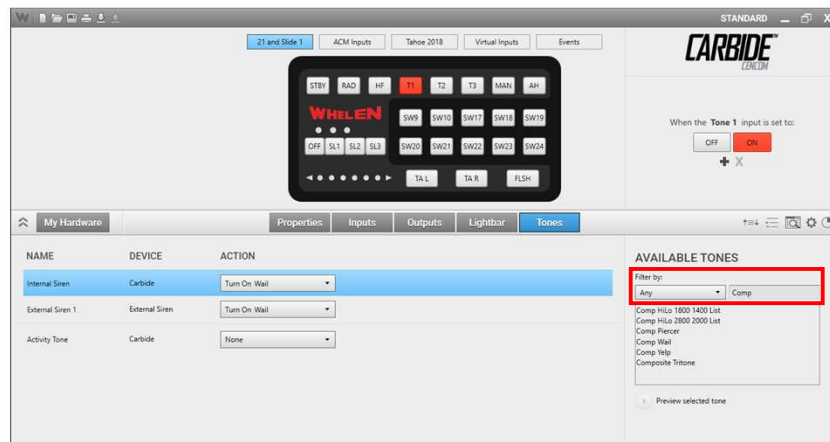 W STANDARD
21 and Slide 1 ACM Inputs Tahoe 2018 Virtual Inputs Events
CARBIDE™
CENCOM
STBY RAD HF T1 T2 T3 MAN AH
WHELEN
SW9 SW10 SW17 SW18 SW19
OFF SL1 SL2 SL3 SW20 SW21 SW22 SW23 SW24
TA L TA R FLSH
When the Tone 1 input is set to:
OFF ON
My Hardware Properties Inputs Outputs Lightbar Tones
NAME DEVICE ACTION
Internal Siren Carbide Turn On Wail
External Siren 1 External Siren Turn On Wail
Activity Tone Carbide None
AVAILABLE TONES
Filter by:
Any Comp
Comp HiLo 1800 1400 List
Comp HiLo 2800 2000 List
Comp Piercer
Comp Wail
Comp Yelp
Composite Tritone
Preview selected tone